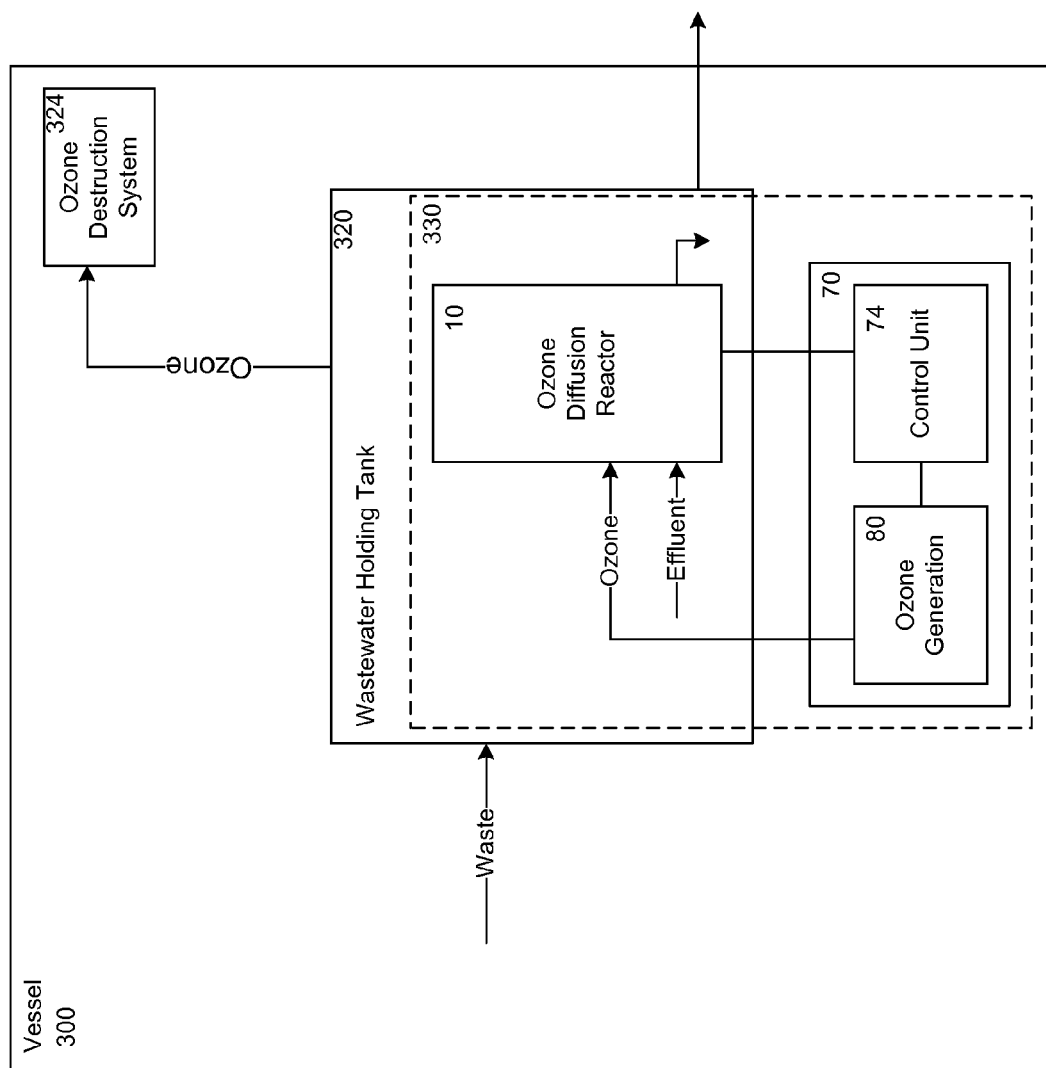 Vessel
300
324
Ozone
Destruction
System
Ozone
320
Wastewater Holding Tank
330
Waste
10
Ozone
Diffusion
Reactor
Ozone
Effluent
70
80
Ozone
Generation
74
Control Unit